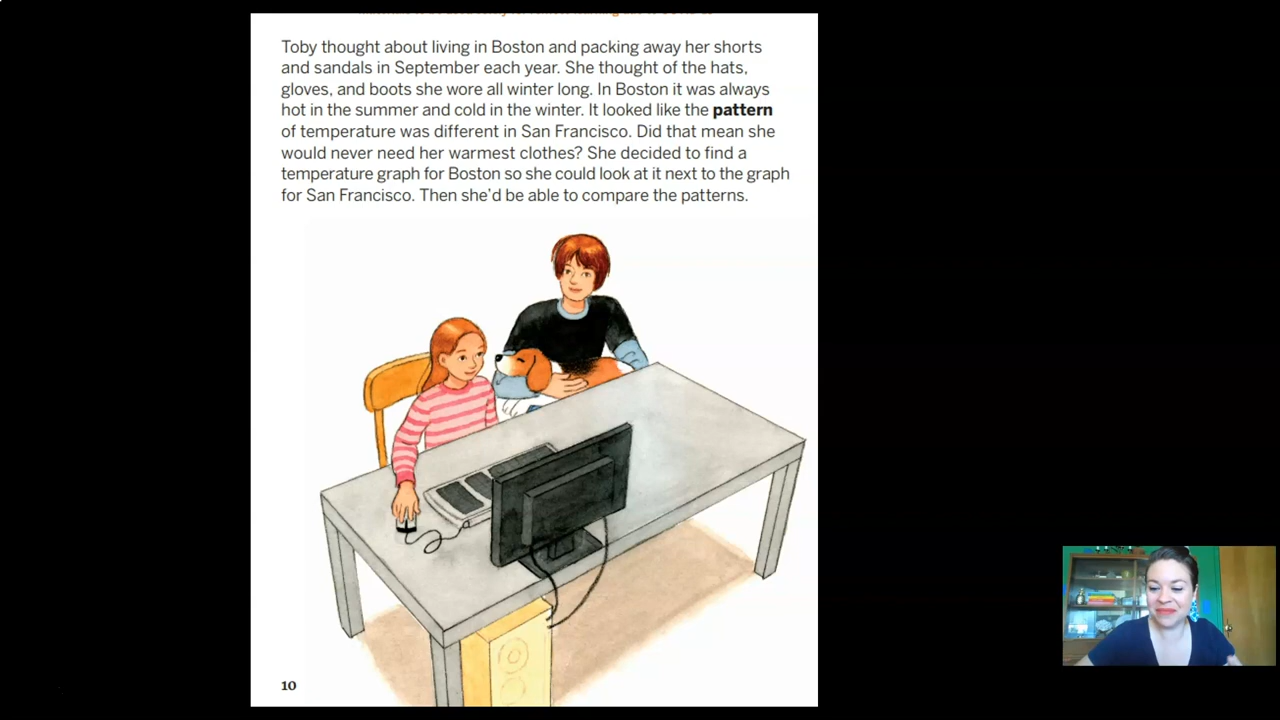 Toby thought about living in Boston and packing away her shorts
and sandals in September each year. She thought of the hats,
gloves, and boots she wore all winter long. In Boston it was always
hot in the summer and cold in the winter. It looked like the pattern
of temperature was different in San Francisco. Did that mean she
would never need her warmest clothes? She decided to find a
temperature graph for Boston so she could look at it next to the graph
for San Francisco. Then she’d be able to compare the patterns.
10